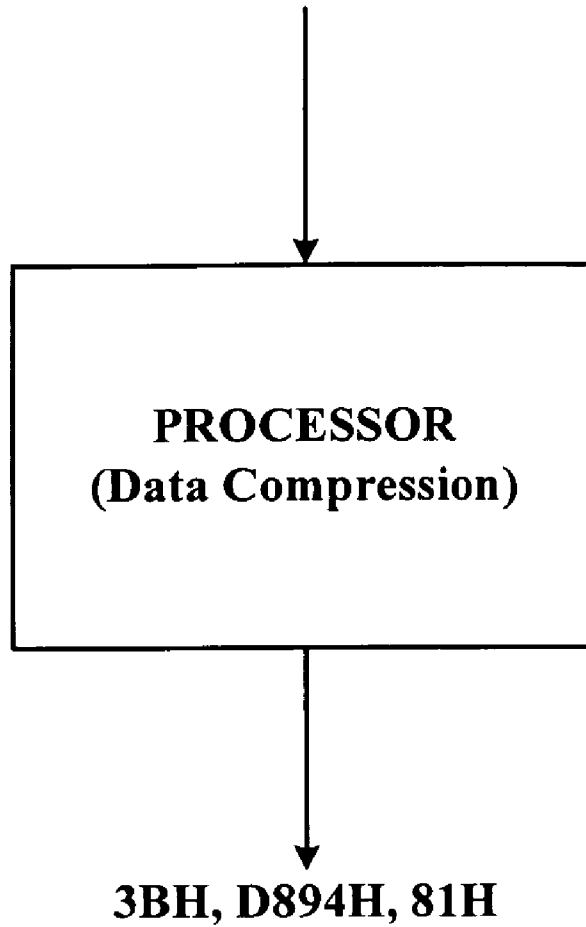 PROCESSOR
(Data Compression)
3BH, D894H, 81H